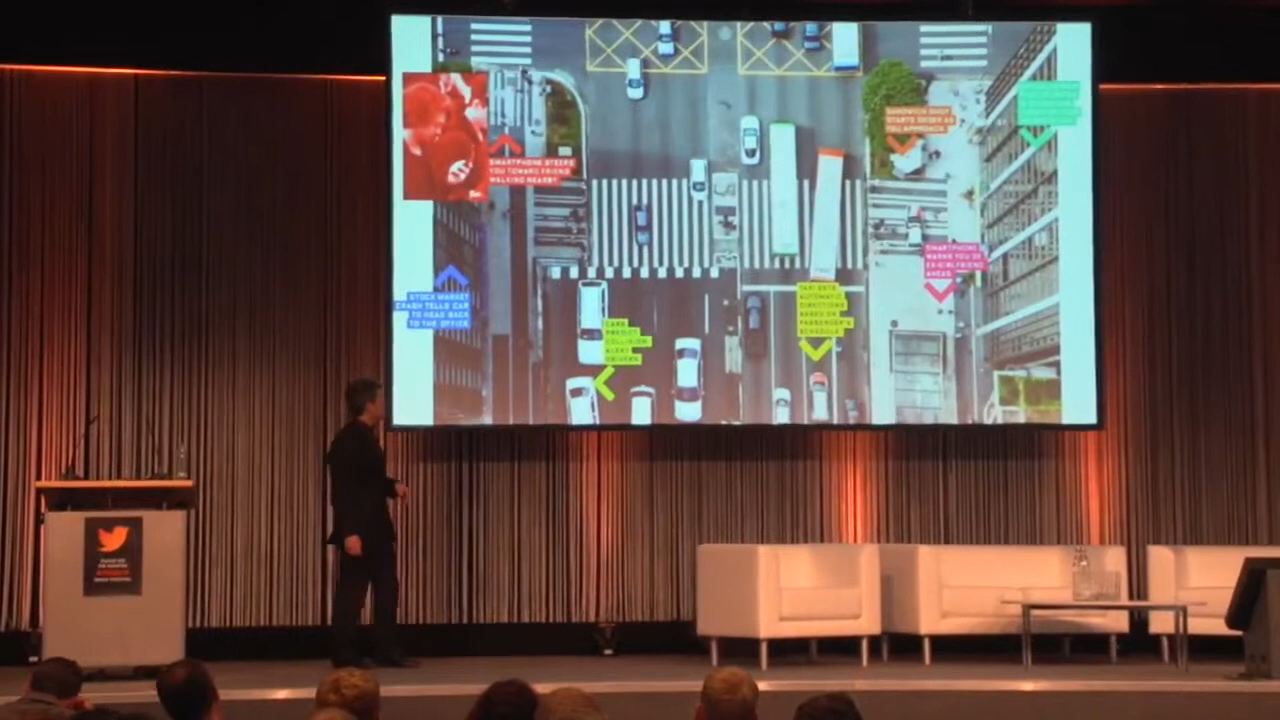 SANDWICH SHOP
STARTS ORDER AS
YOU APPROACH
SMARTPHONE STEERS
YOU TOWARD FRIEND
WALKING NEARBY
SMARTPHONE
WARNS YOU OF
EX-GIRLFRIEND
AHEAD
STOCK MARKET
CRASH TELLS CAR
TO HEAD BACK
TO THE OFFICE
TAXI GETS
AUTOMATIC
DIRECTIONS
BASED ON
PASSENGER'S
SCHEDULE
CARS
PREDICT
COLLISION
ALERT
DRIVERS